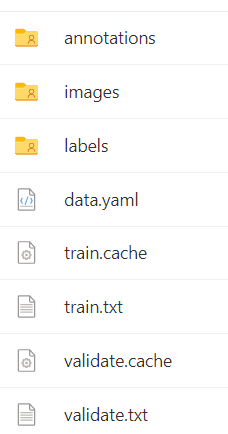 annotations
images
labels
data.yaml
train.cache
train.txt
validate.cache
validate.txt